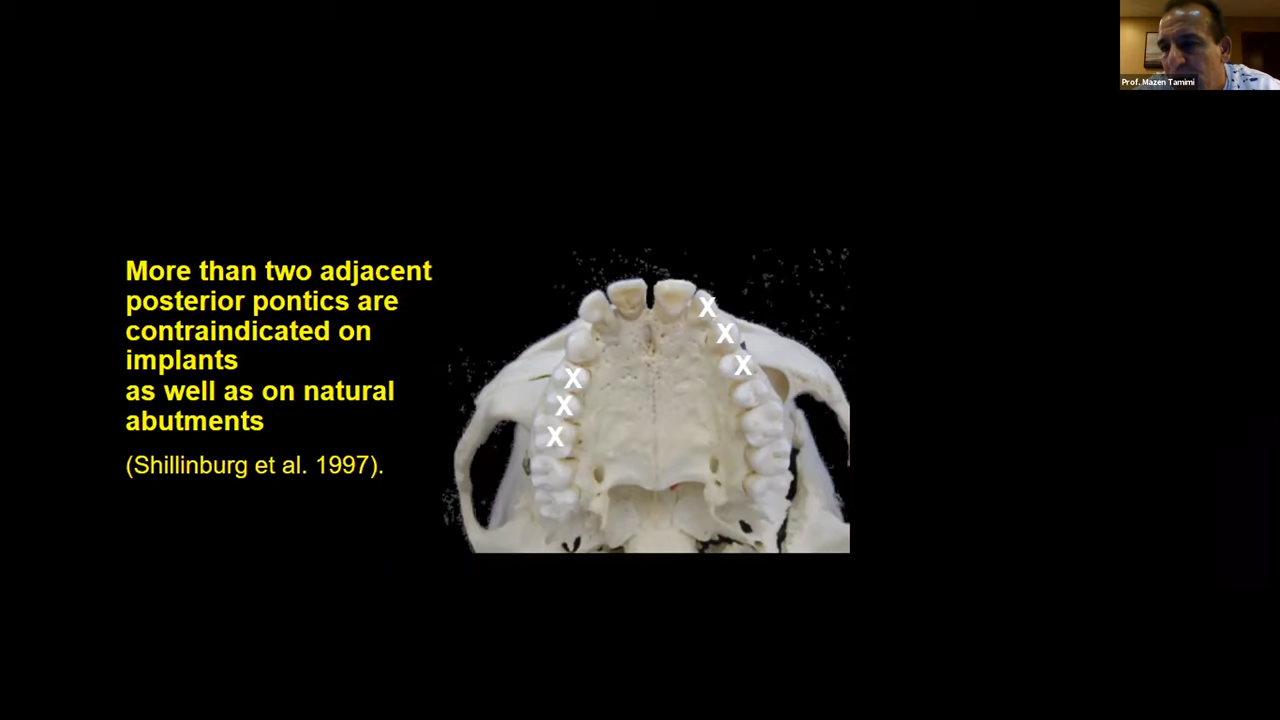 Prof. Mazen Tamimi
More than two adjacent
posterior pontics are
contraindicated on
implants
as well as on natural
abutments
(Shillinburg et al. 1997).
X
X
X
X
X
X